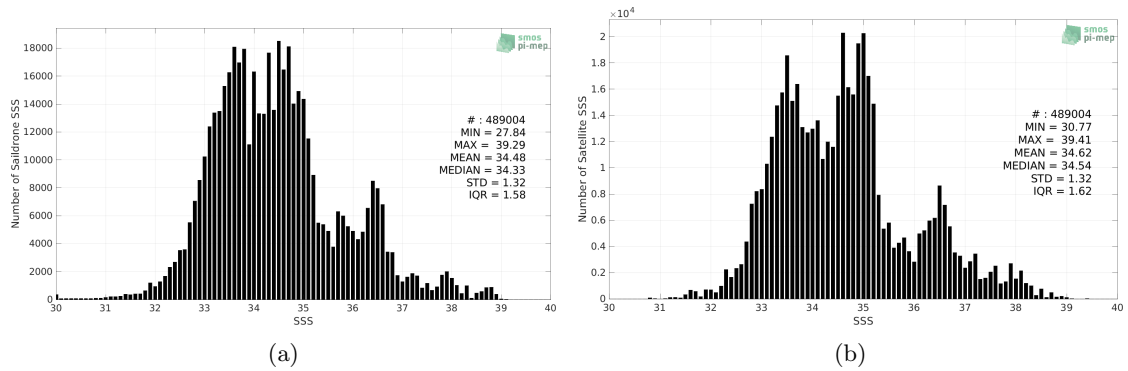 smos
pi-mep
Number of Saildrone SSS
18000
16000
14000
12000
10000
8000
6000
4000
2000
0
# : 489004
MIN = 27.84
MAX = 39.29
MEAN = 34.48
MEDIAN = 34.33
STD = 1.32
IQR = 1.58
30 31 32 33 34 35 36 37 38 39 40
SSS
(a)
×10⁴
smos
pi-mep
Number of Satellite SSS
2
1.8
1.6
1.4
1.2
1
0.8
0.6
0.4
0.2
0
# : 489004
MIN = 30.77
MAX = 39.41
MEAN = 34.62
MEDIAN = 34.54
STD = 1.32
IQR = 1.62
30 31 32 33 34 35 36 37 38 39 40
SSS
(b)